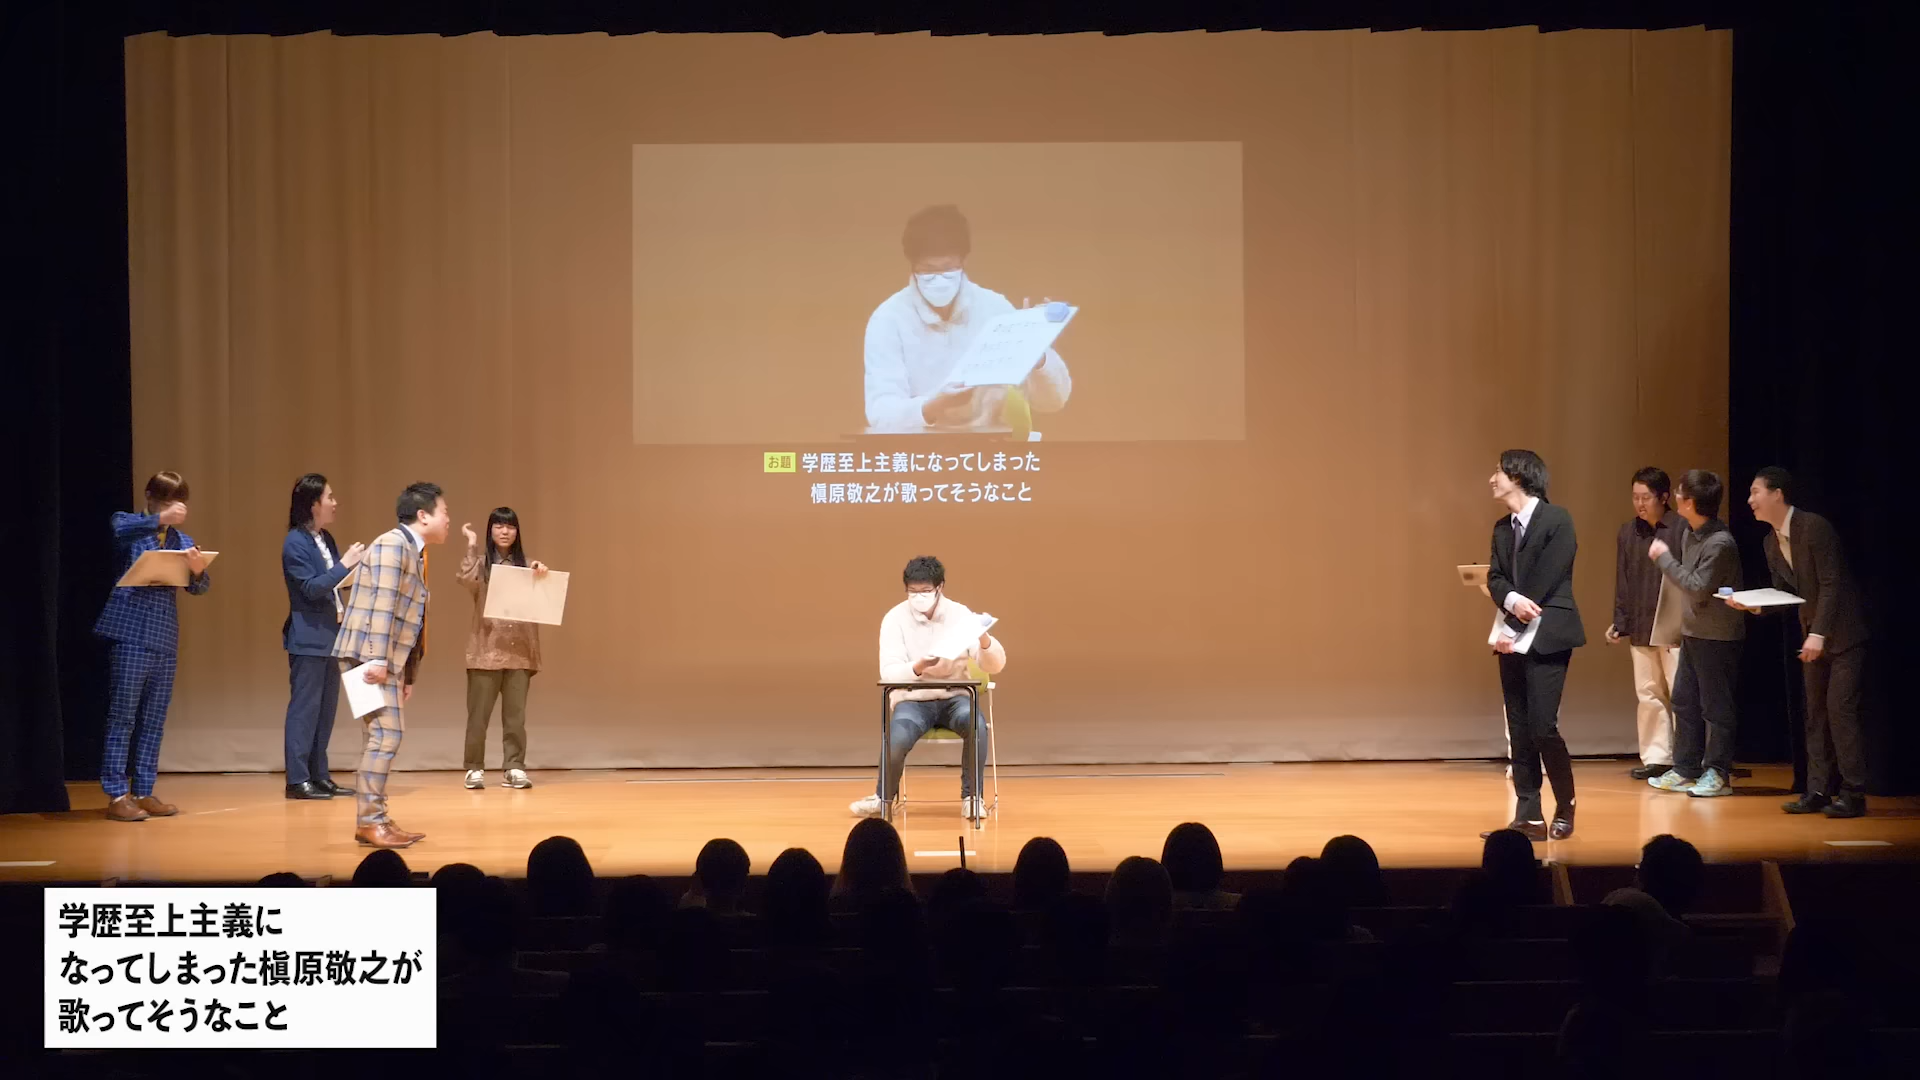 お題 学歴至上主義になってしまった
槇原敬之が歌ってそうなこと
学歴至上主義に
なってしまった槇原敬之が
歌ってそうなこと